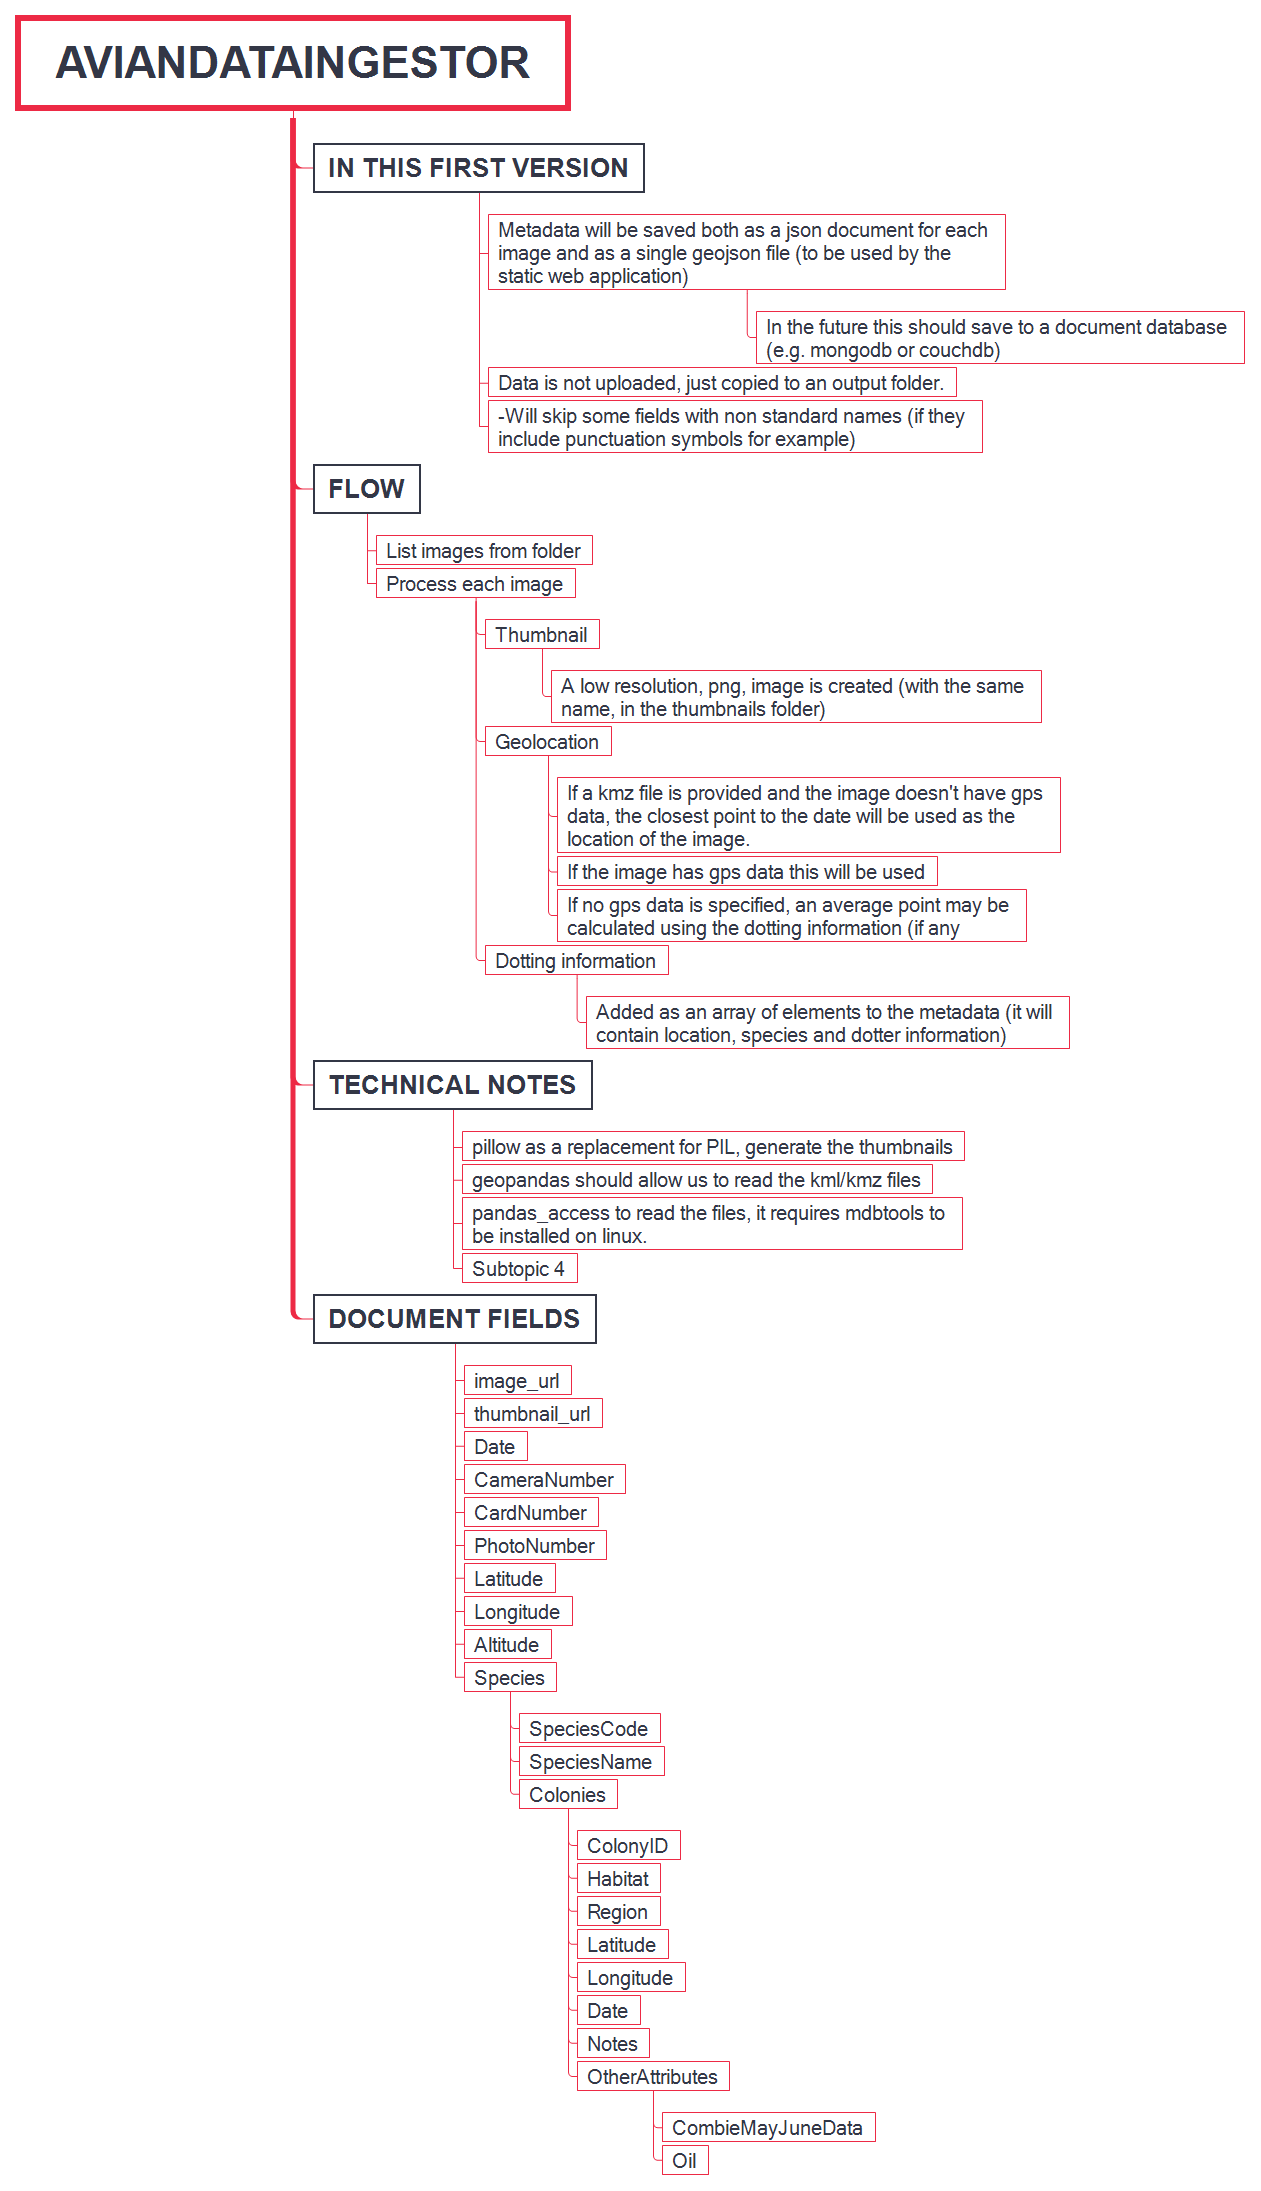 AVIANDATAINGESTOR
IN THIS FIRST VERSION
Metadata will be saved both as a json document for each
image and as a single geojson file (to be used by the
static web application)
In the future this should save to a document database
(e.g. mongodb or couchdb)
Data is not uploaded, just copied to an output folder.
-Will skip some fields with non standard names (if they
include punctuation symbols for example)
FLOW
List images from folder
Process each image
Thumbnail
A low resolution, png, image is created (with the same
name, in the thumbnails folder)
Geolocation
If a kmz file is provided and the image doesn't have gps
data, the closest point to the date will be used as the
location of the image.
If the image has gps data this will be used
If no gps data is specified, an average point may be
calculated using the dotting information (if any
Dotting information
Added as an array of elements to the metadata (it will
contain location, species and dotter information)
TECHNICAL NOTES
pillow as a replacement for PIL, generate the thumbnails
geopandas should allow us to read the kml/kmz files
pandas_access to read the files, it requires mdbtools to
be installed on linux.
Subtopic 4
DOCUMENT FIELDS
image_url
thumbnail_url
Date
CameraNumber
CardNumber
PhotoNumber
Latitude
Longitude
Altitude
Species
SpeciesCode
SpeciesName
Colonies
ColonyID
Habitat
Region
Latitude
Longitude
Date
Notes
OtherAttributes
CombieMayJuneData
Oil